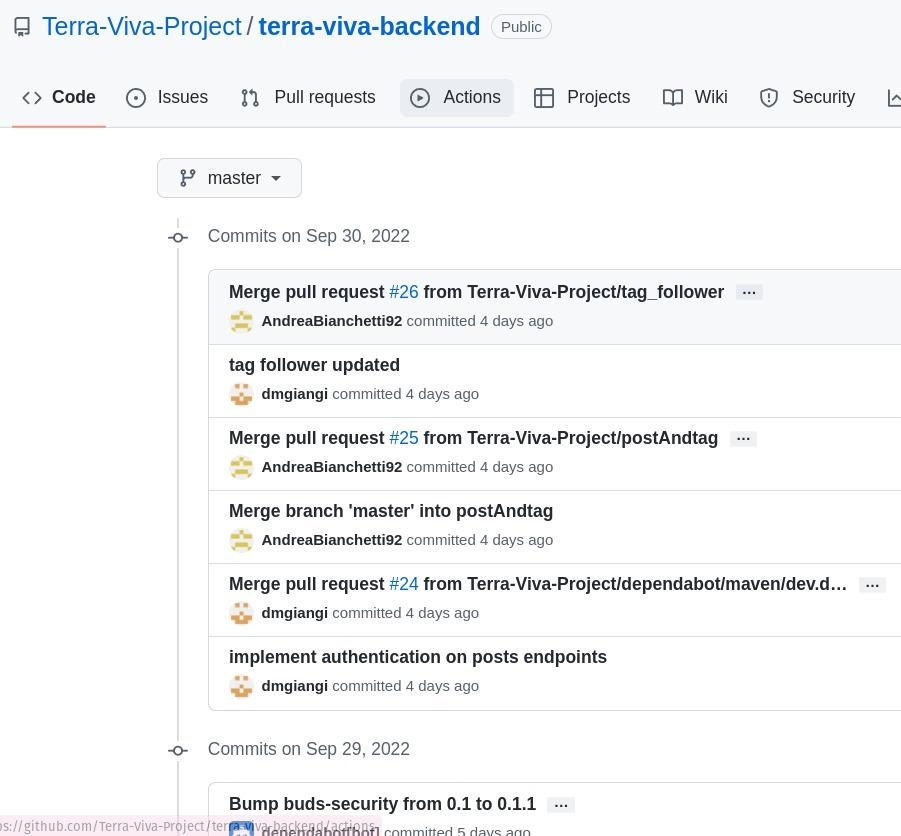 Terra-Viva-Project / terra-viva-backend Public
Code Issues Pull requests Actions Projects Wiki Security
master
Commits on Sep 30, 2022
Merge pull request #26 from Terra-Viva-Project/tag_follower ...
AndreaBianchetti92 committed 4 days ago
tag follower updated
dmgiangi committed 4 days ago
Merge pull request #25 from Terra-Viva-Project/postAndtag ...
AndreaBianchetti92 committed 4 days ago
Merge branch 'master' into postAndtag
AndreaBianchetti92 committed 4 days ago
Merge pull request #24 from Terra-Viva-Project/dependabot/maven/dev.d... ...
dmgiangi committed 4 days ago
implement authentication on posts endpoints
dmgiangi committed 4 days ago
Commits on Sep 29, 2022
Bump buds-security from 0.1 to 0.1.1 ...
dependabot[bot] committed 5 days ago
ps://github.com/Terra-Viva-Project/terra-viva-backend/actions